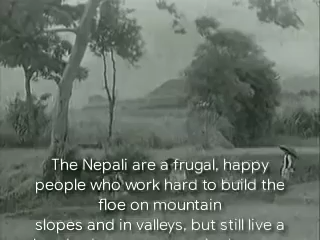 The Nepali are a frugal, happy
people who work hard to build the
floe on mountain
slopes and in valleys, but still live a